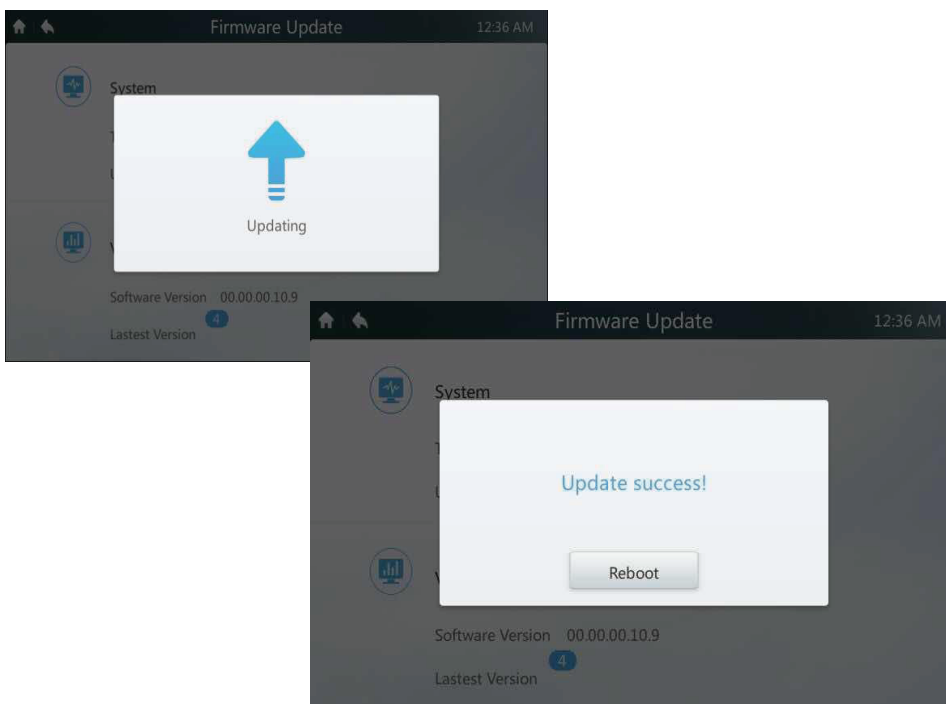 Firmware Update 12:36 AM
System
Updating
Software Version 00.00.00.10.9
4
Lastest Version
Firmware Update 12:36 AM
System
Update success!
Reboot
Software Version 00.00.00.10.9
4
Lastest Version